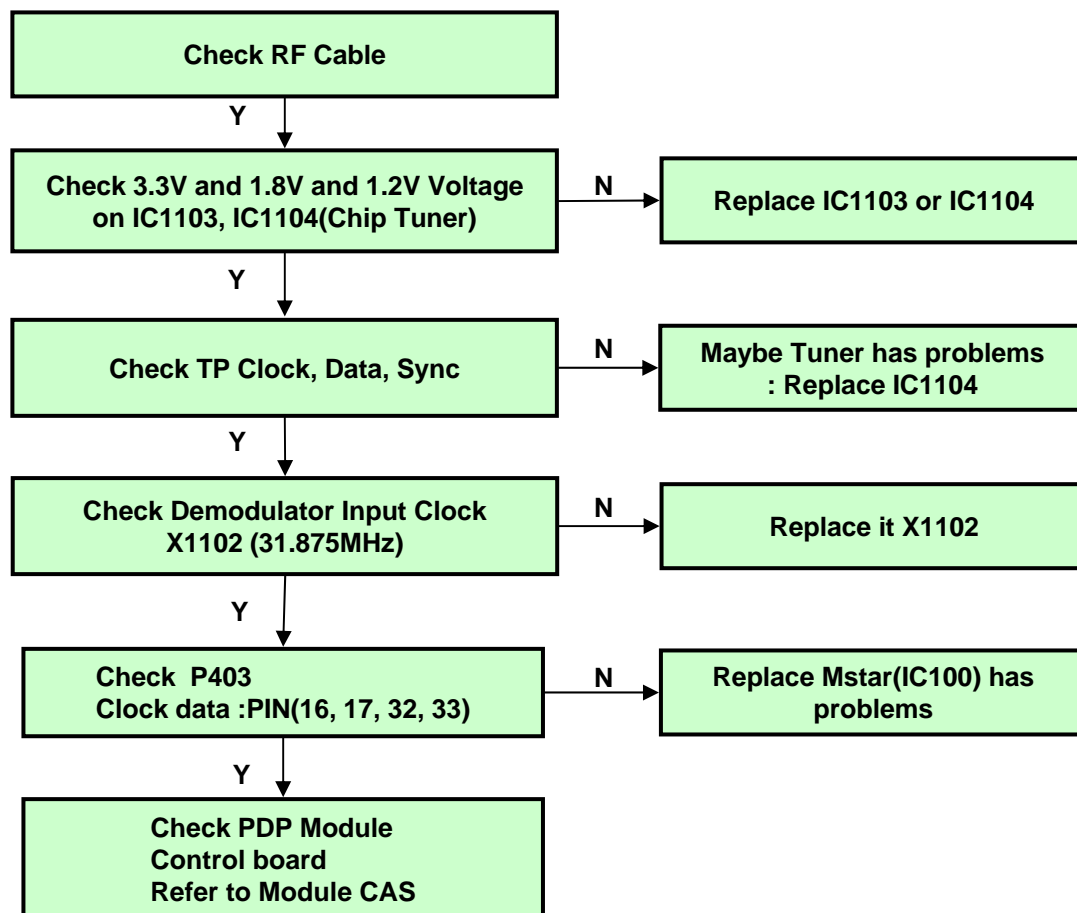 Check RF Cable
Y
Check 3.3V and 1.8V and 1.2V Voltage
on IC1103, IC1104(Chip Tuner)
N
Replace IC1103 or IC1104
Y
Check TP Clock, Data, Sync
N
Maybe Tuner has problems
: Replace IC1104
Y
Check Demodulator Input Clock
X1102 (31.875MHz)
N
Replace it X1102
Y
Check P403
Clock data :PIN(16, 17, 32, 33)
N
Replace Mstar(IC100) has
problems
Y
Check PDP Module
Control board
Refer to Module CAS